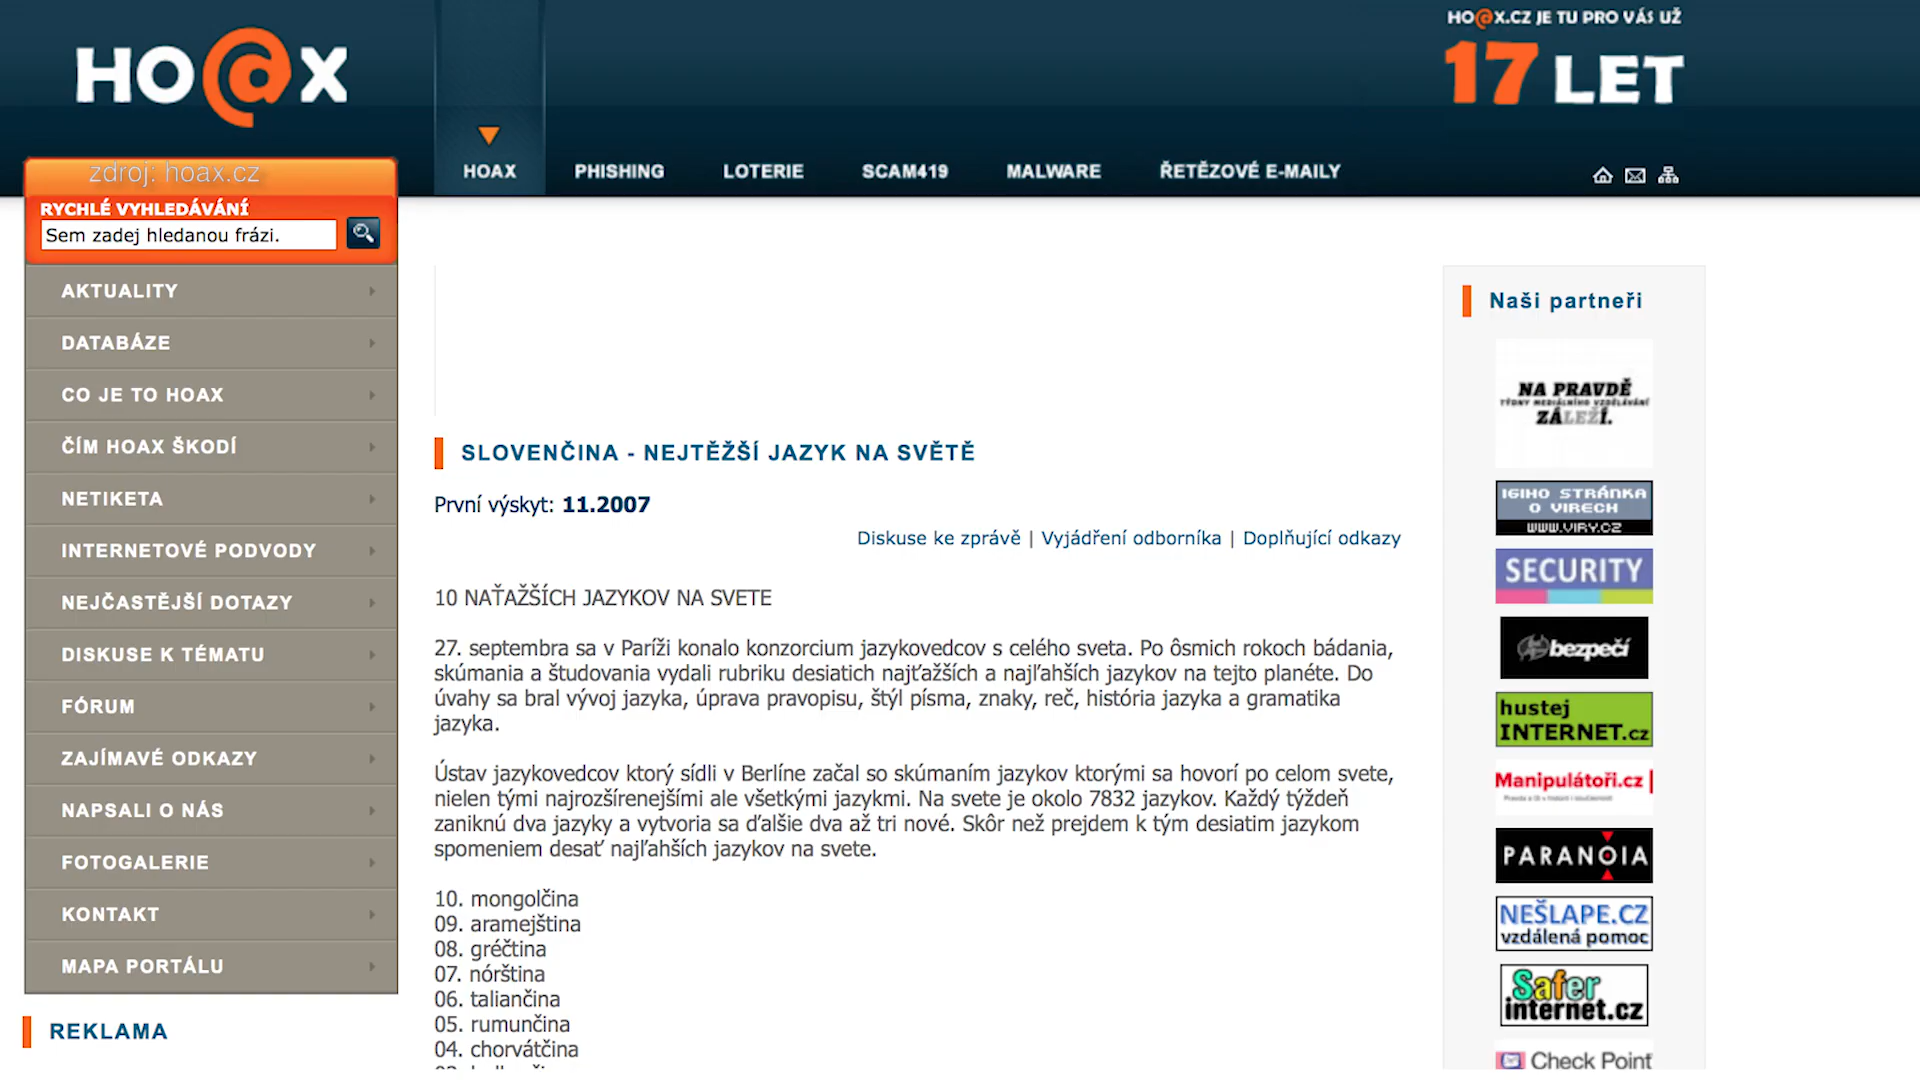 HO@X
HO@X.CZ JE TU PRO VÁS UŽ
17 LET
HOAX
PHISHING
LOTERIE
SCAM419
MALWARE
ŘETĚZOVÉ E-MAILY
zdroj: hoax.cz
RYCHLÉ VYHLEDÁVÁNÍ
Sem zadej hledanou frázi.
AKTUALITY
DATABÁZE
CO JE TO HOAX
ČÍM HOAX ŠKODÍ
NETIKETA
INTERNETOVÉ PODVODY
NEJČASTĚJŠÍ DOTAZY
DISKUSE K TÉMATU
FÓRUM
ZAJÍMAVÉ ODKAZY
NAPSALI O NÁS
FOTOGALERIE
KONTAKT
MAPA PORTÁLU
REKLAMA
SLOVENČINA - NEJTĚŽŠÍ JAZYK NA SVĚTĚ
První výskyt: 11.2007
Diskuse ke zprávě | Vyjádření odborníka | Doplňující odkazy
10 NAŤAŽŠÍCH JAZYKOV NA SVETE
27. septembra sa v Paríži konalo konzorcium jazykovedcov s celého sveta. Po ôsmich rokoch bádania,
skúmania a študovania vydali rubriku desiatich najťažších a najľahších jazykov na tejto planéte. Do
úvahy sa bral vývoj jazyka, úprava pravopisu, štýl písma, znaky, reč, história jazyka a gramatika
jazyka.
Ústav jazykovedcov ktorý sídli v Berlíne začal so skúmaním jazykov ktorými sa hovorí po celom svete,
nielen tými najrozšírenejšími ale všetkými jazykmi. Na svete je okolo 7832 jazykov. Každý týždeň
zaniknú dva jazyky a vytvoria sa ďalšie dva až tri nové. Skôr než prejdem k tým desiatim jazykom
spomeniem desať najľahších jazykov na svete.
10. mongolčina
09. aramejština
08. gréčtina
07. nórština
06. taliančina
05. rumunčina
04. chorvátčina
Naši partneři
NA PRAVDĚ
TÝDNY MEDIÁLNÍHO VZDĚLÁVÁNÍ
ZÁLEŽÍ.
IGIHO STRÁNKA
O VIRECH
WWW.VIRY.CZ
SECURITY
bezpečí
hustej
INTERNET.cz
Manipulátoři.cz
PARANOIA
NEŠLAPE.CZ
vzdálená pomoc
Safer
internet.cz
Check Point